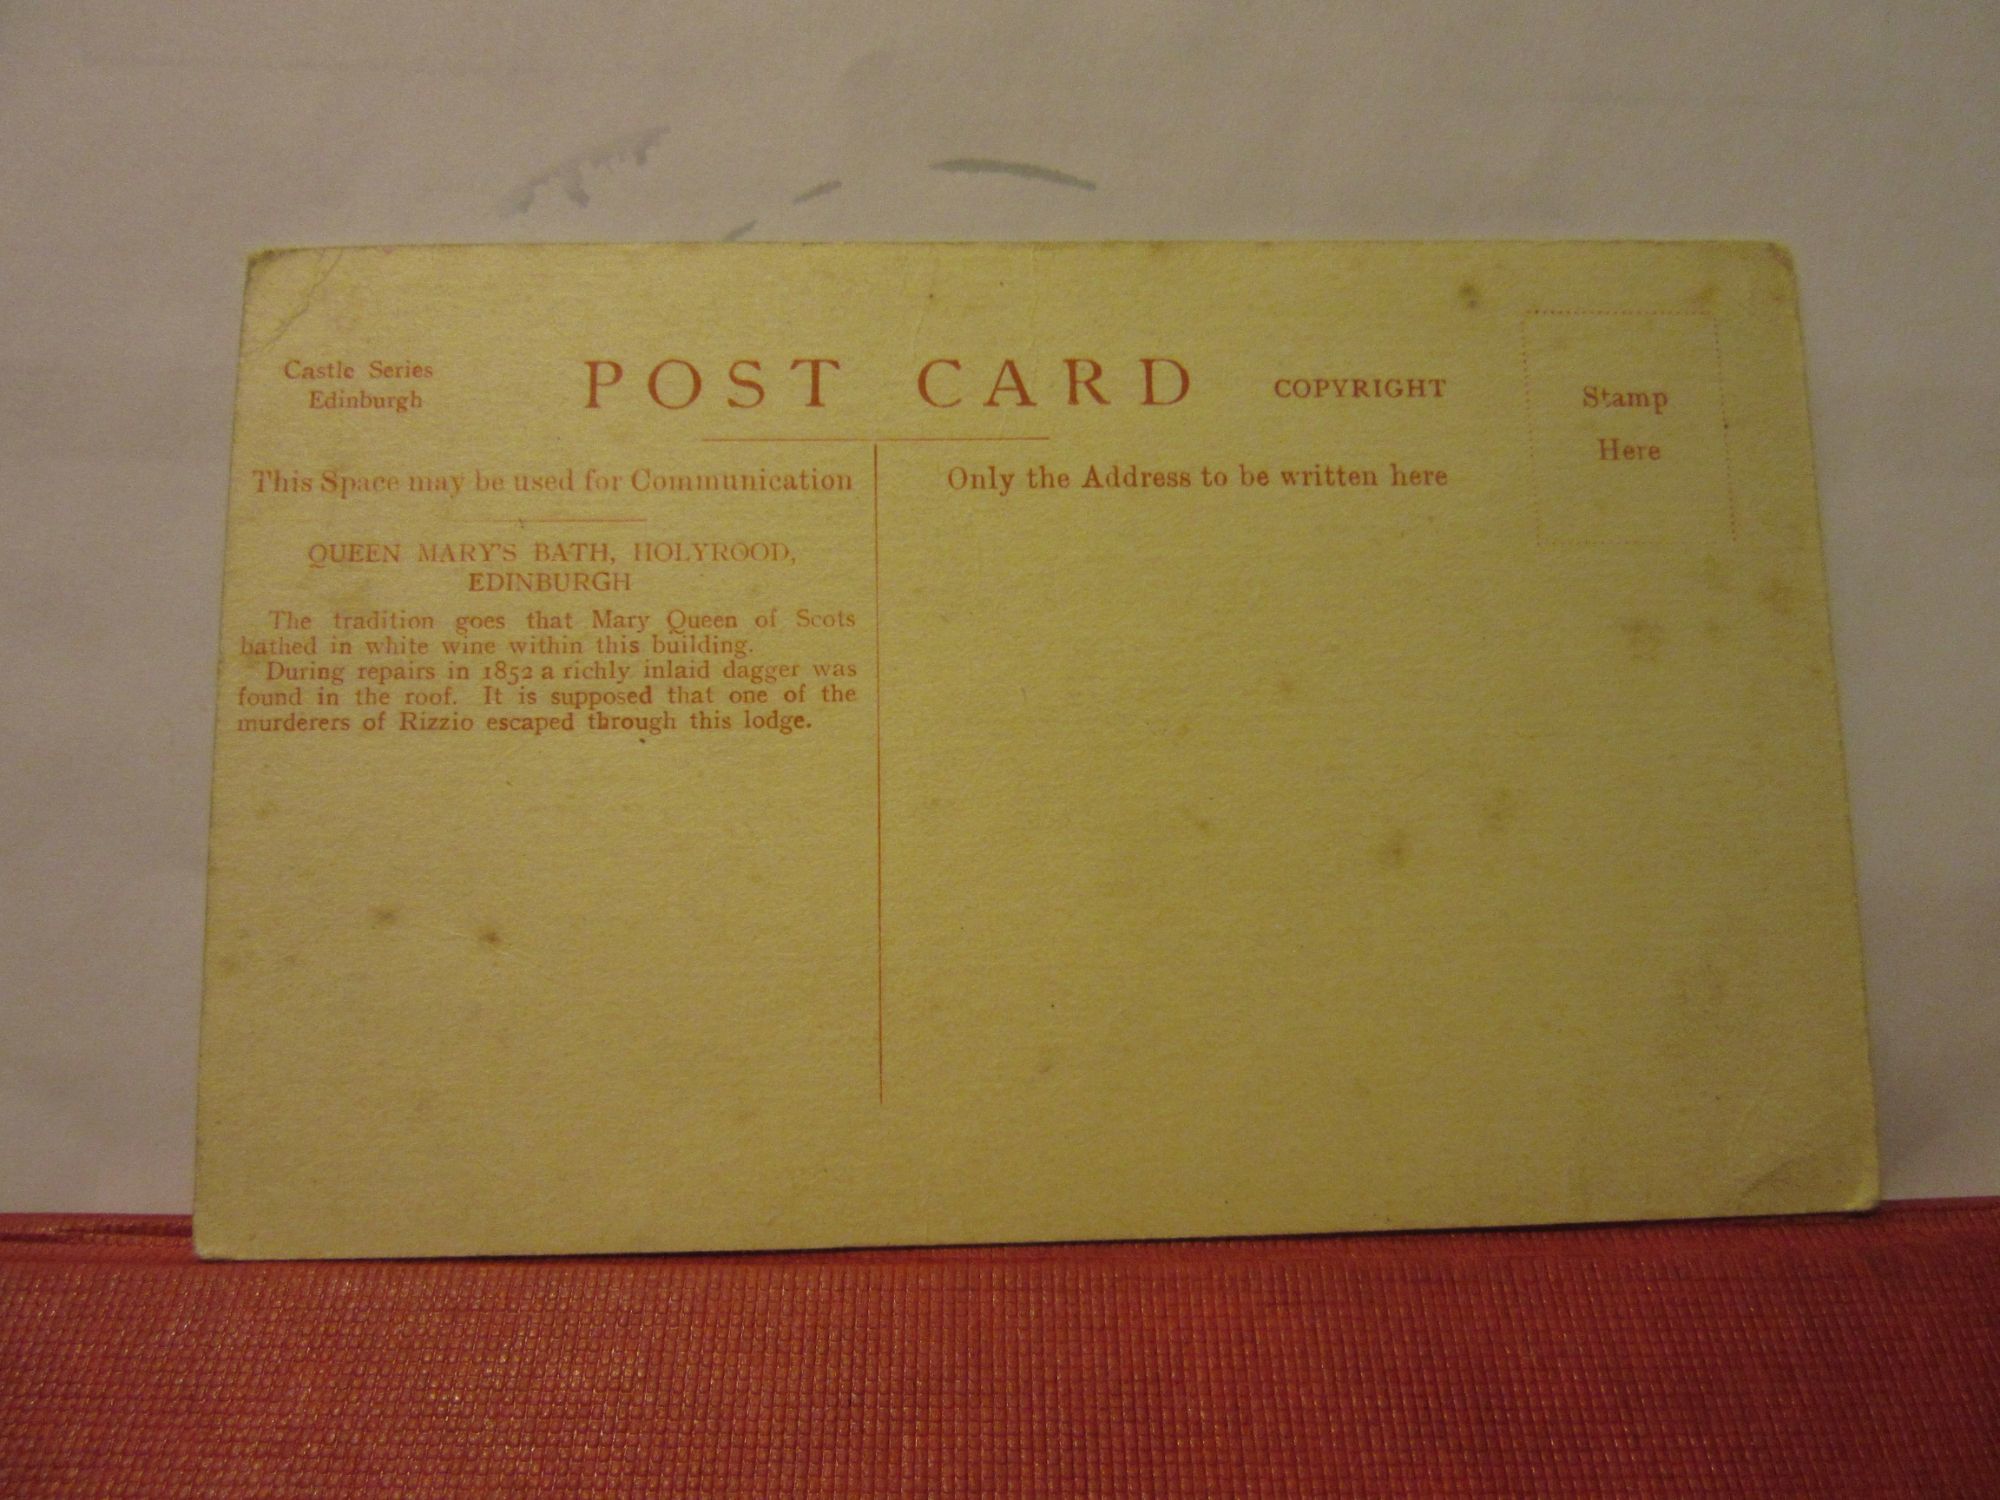 Castle Series
Edinburgh
POST CARD
COPYRIGHT
Stamp
Here
This Space may be used for Communication
Only the Address to be written here
QUEEN MARY'S BATH, HOLYROOD,
EDINBURGH
The tradition goes that Mary Queen of Scots
bathed in white wine within this building.
During repairs in 1852 a richly inlaid dagger was
found in the roof. It is supposed that one of the
murderers of Rizzio escaped through this lodge.